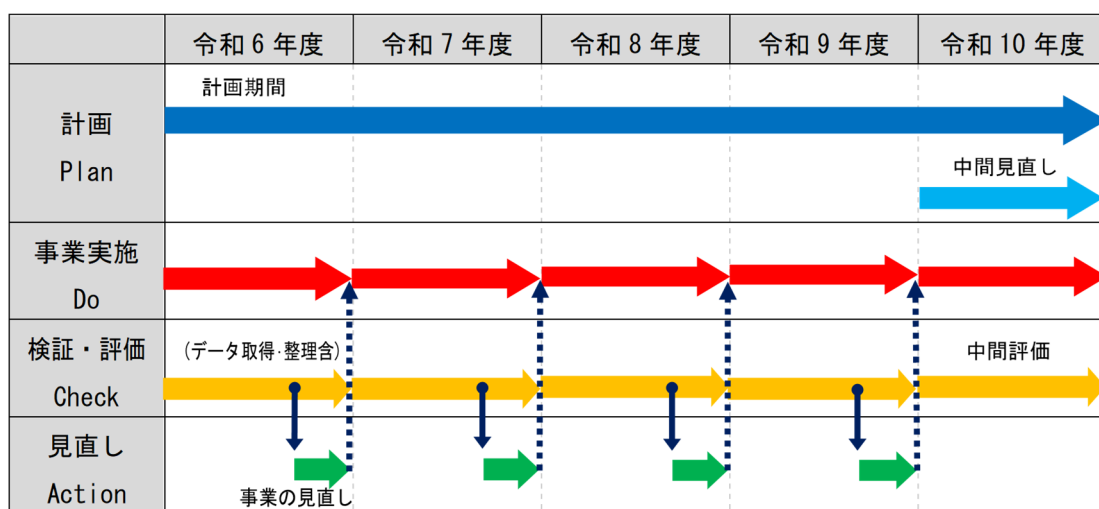 令和６年度 令和７年度 令和８年度 令和９年度 令和10年度
計画
Plan
計画期間
中間見直し
事業実施
Do
検証・評価
Check
(データ取得・整理含)
中間評価
見直し
Action
事業の見直し